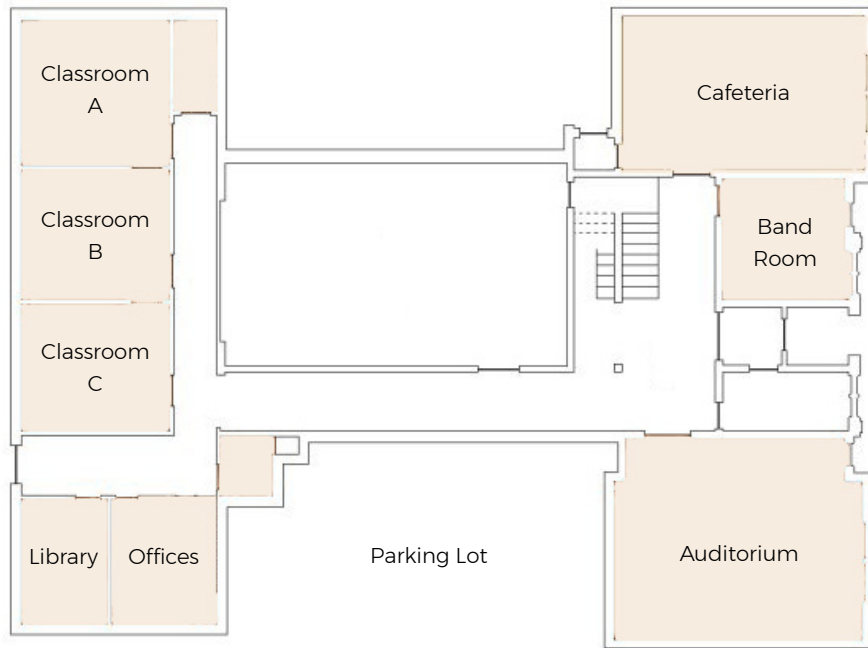 Classroom
A
Cafeteria
Classroom
B
Band
Room
Classroom
C
Library
Offices
Parking Lot
Auditorium